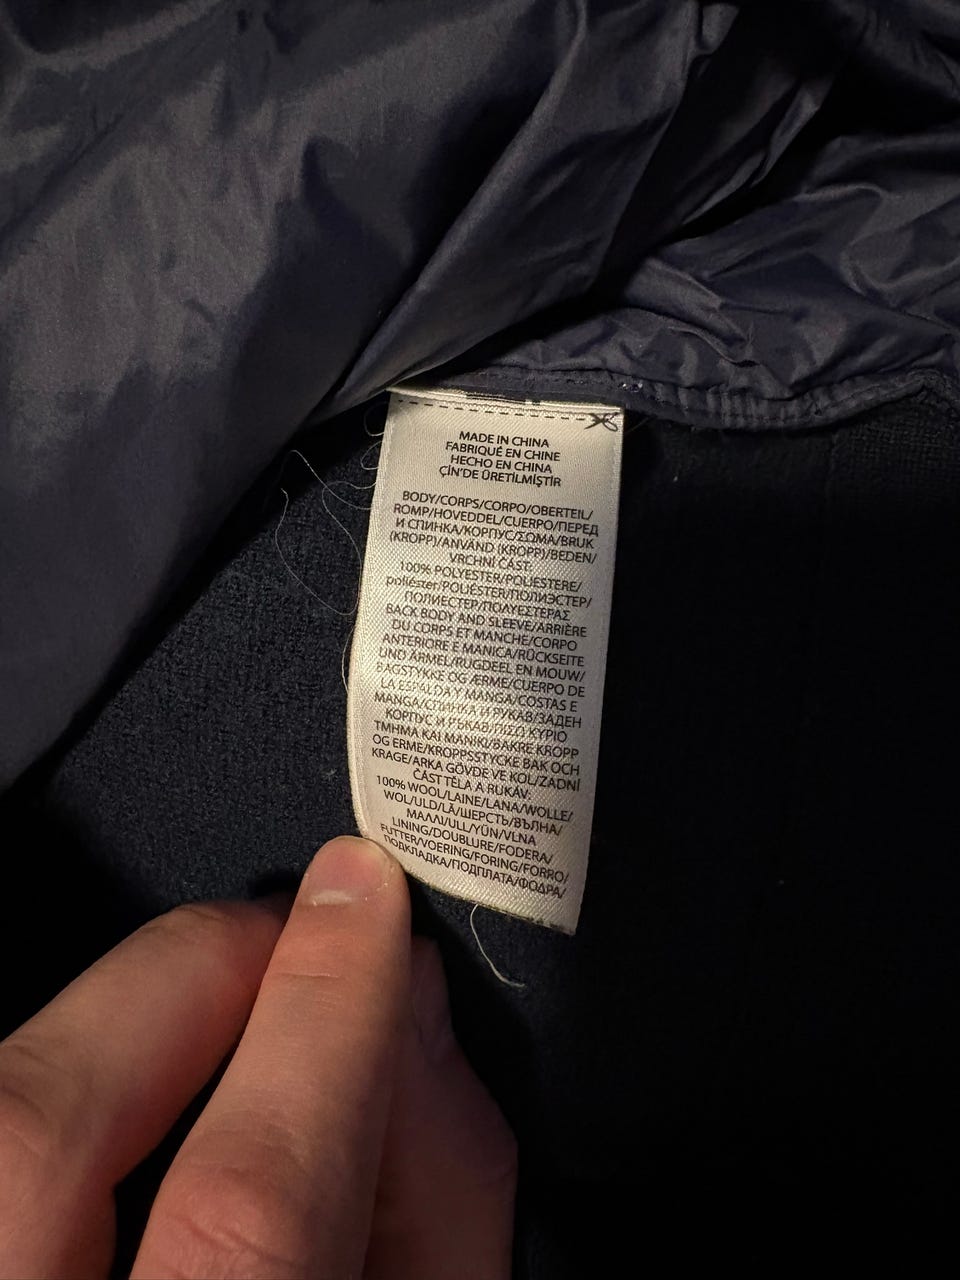 MADE IN CHINA
FABRIQUÉ EN CHINE
HECHO EN CHINA
ÇİN'DE ÜRETİLMİŞTİR
BODY/CORPS/CORPO/OBERTEIL/
ROMP/HOVEDDEL/CUERPO/ПЕРЕД
И СПИНКА/КОРПУС/ΣΩΜΑ/BRUK
(KROPP)/ANVÄND (KROPP)/BEDEN/
VRCHNÍ ČÁST:
100% POLYESTER/POLIESTERE/
poliéster/POLIÉSTER/ПОЛИЭСТЕР/
ПОЛИЕСТЕР/ΠΟΛΥΕΣΤΕΡΑΣ
BACK BODY AND SLEEVE/ARRIÈRE
DU CORPS ET MANCHE/CORPO
ANTERIORE E MANICA/RÜCKSEITE
UND ÄRMEL/RUGDEEL EN MOUW/
BAGSTYKKE OG ÆRME/CUERPO DE
LA ESPALDA Y MANGA/COSTAS E
MANGA/СПИНКА И РУКАВ/ЗАДЕН
КОРПУС И РЪКАВ/ΠΙΣΩ ΚΥΡΙΟ
ΤΜΗΜΑ ΚΑΙ ΜΑΝΙΚΙ/BAKRE KROPP
OG ERME/KROPPSSTYCKE BAK OCH
KRAGE/ARKA GÖVDE VE KOL/ZADNÍ
ČÁST TĚLA A RUKÁV:
100% WOOL/LAINE/LANA/WOLLE/
WOL/ULD/LÃ/ШЕРСТЬ/ВЪЛНА/
ΜΑΛΛΙ/ULL/YÜN/VLNA
LINING/DOUBLURE/FODERA/
FUTTER/VOERING/FORING/FORRO/
ПОДКЛАДКА/ПОДПЛАТА/ΦΟΔΡΑ/